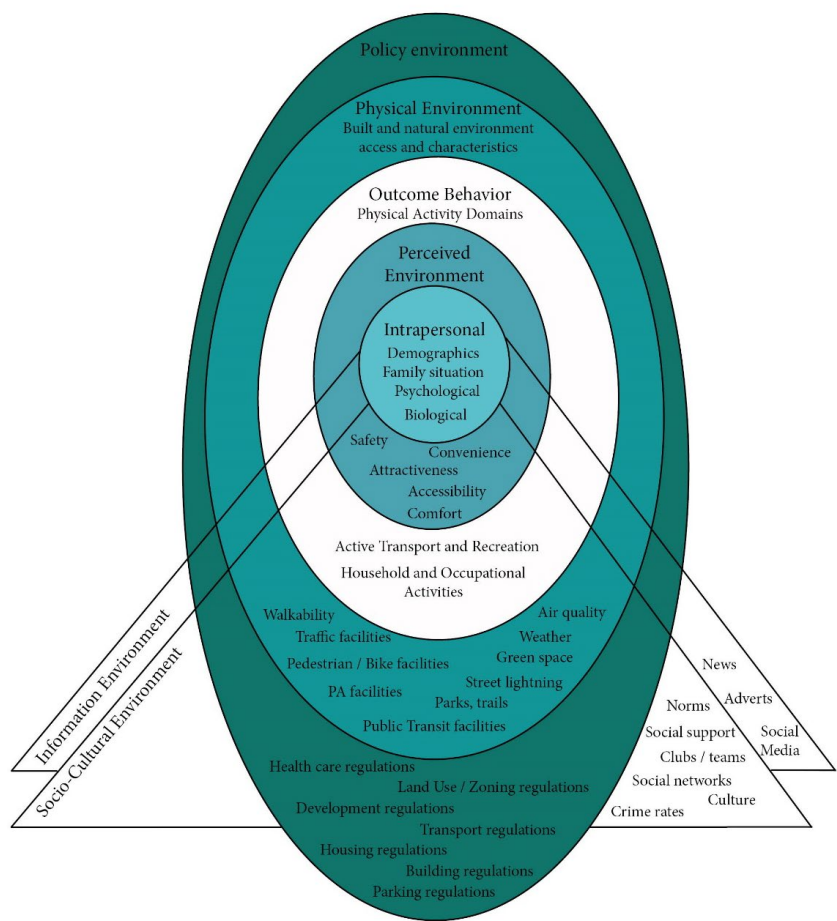 Policy environment
Physical Environment
Built and natural environment
access and characteristics
Outcome Behavior
Physical Activity Domains
Perceived
Environment
Intrapersonal
Demographics
Family situation
Psychological
Biological
Safety
Convenience
Attractiveness
Accessibility
Comfort
Active Transport and Recreation
Household and Occupational
Activities
Walkability
Air quality
Traffic facilities
Weather
Pedestrian / Bike facilities
Green space
Street lightning
PA facilities
Parks, trails
Public Transit facilities
Health care regulations
Land Use / Zoning regulations
Development regulations
Transport regulations
Housing regulations
Building regulations
Parking regulations
Information Environment
Socio-Cultural Environment
News
Adverts
Norms
Social support
Social
Media
Clubs / teams
Social networks
Culture
Crime rates